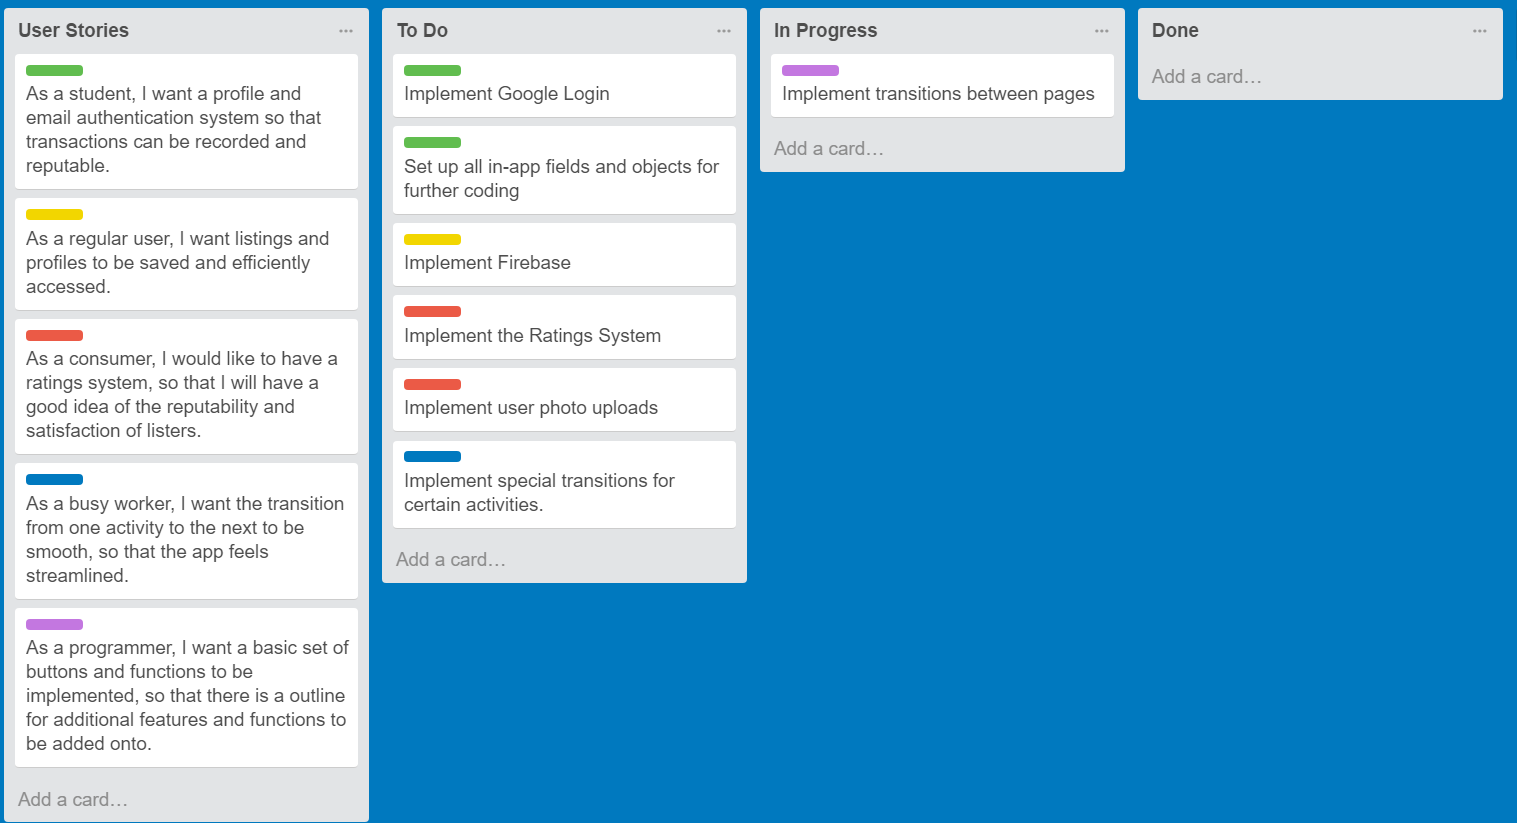 User Stories
As a student, I want a profile and
email authentication system so that
transactions can be recorded and
reputable.
As a regular user, I want listings and
profiles to be saved and efficiently
accessed.
As a consumer, I would like to have a
ratings system, so that I will have a
good idea of the reputability and
satisfaction of listers.
As a busy worker, I want the transition
from one activity to the next to be
smooth, so that the app feels
streamlined.
As a programmer, I want a basic set of
buttons and functions to be
implemented, so that there is a outline
for additional features and functions to
be added onto.
Add a card…
To Do
Implement Google Login
Set up all in-app fields and objects for
further coding
Implement Firebase
Implement the Ratings System
Implement user photo uploads
Implement special transitions for
certain activities.
Add a card…
In Progress
Implement transitions between pages
Add a card…
Done
Add a card…